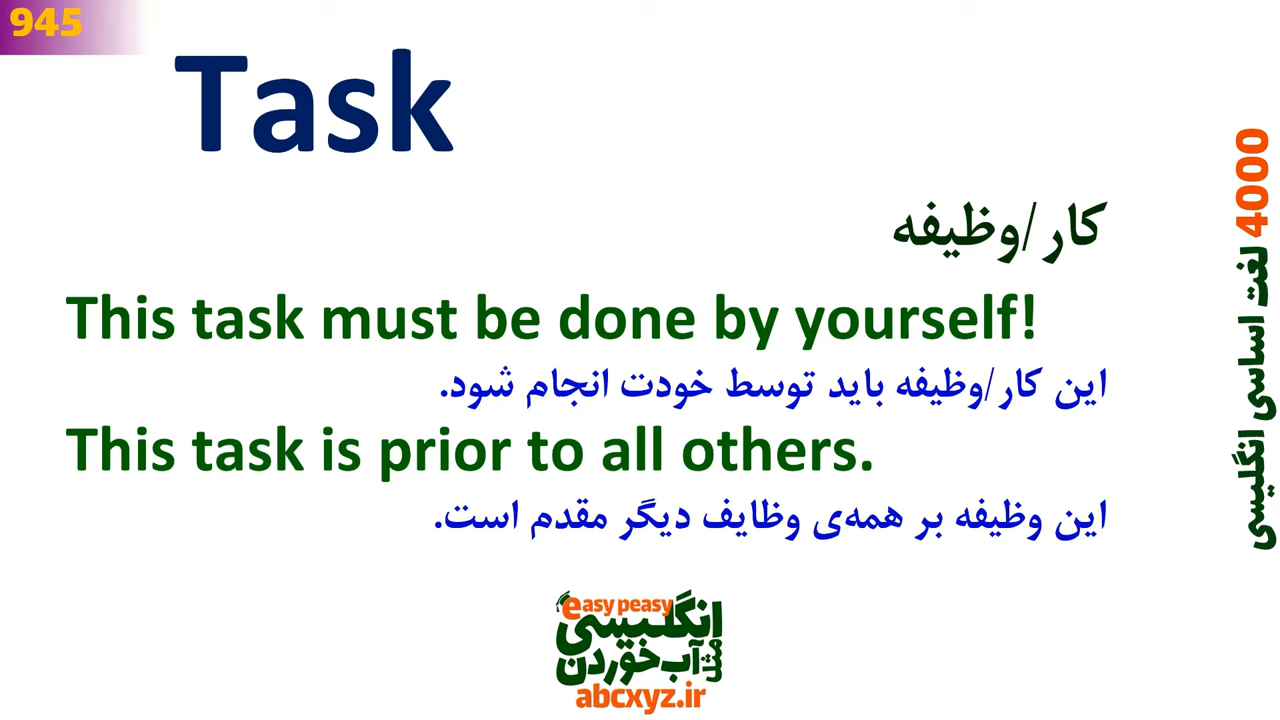 945
Task
کار/وظیفه
This task must be done by yourself!
این کار/وظیفه باید توسط خودت انجام شود.
This task is prior to all others.
این وظیفه بر همه‌ی وظایف دیگر مقدم است.
4000 لغت اساسی انگلیسی
easy peasy
انگلیسی
مثل آب خوردن
abcxyz.ir